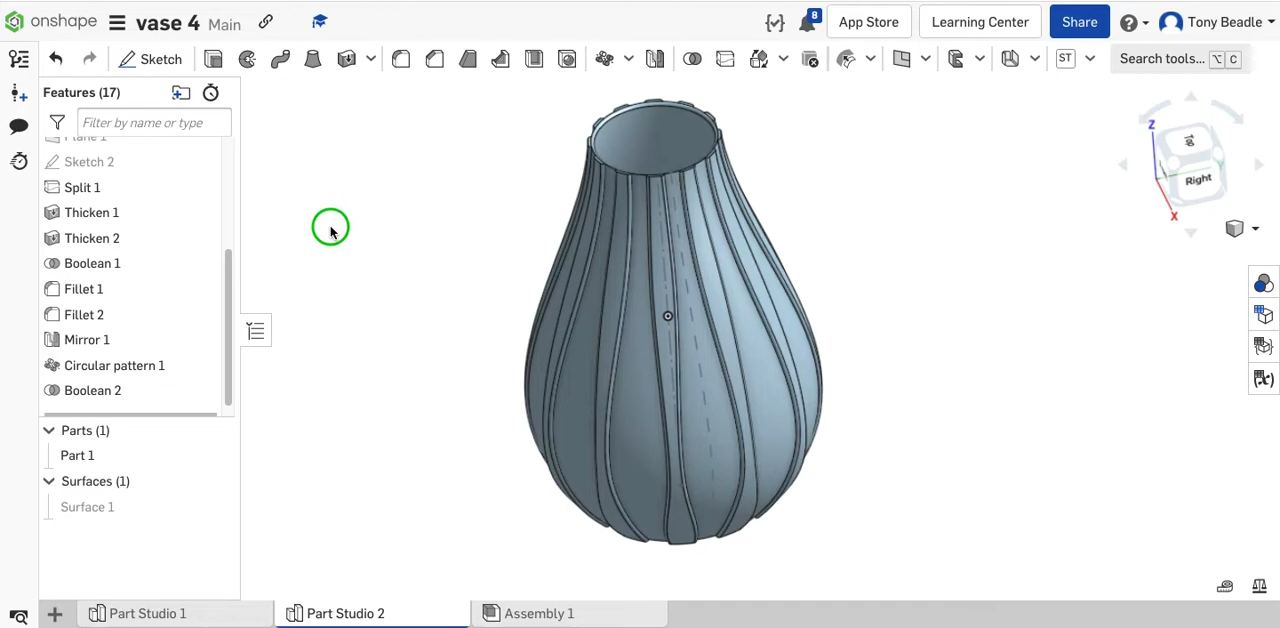 onshape vase 4 Main 8 App Store Learning Center Share Tony Beadle
Sketch ST Search tools... ⌥ C
Features (17)
Filter by name or type
Plane 1
Sketch 2
Split 1
Thicken 1
Thicken 2
Boolean 1
Fillet 1
Fillet 2
Mirror 1
Circular pattern 1
Boolean 2
Parts (1)
Part 1
Surfaces (1)
Surface 1
Z
Right
X
Part Studio 1 Part Studio 2 Assembly 1